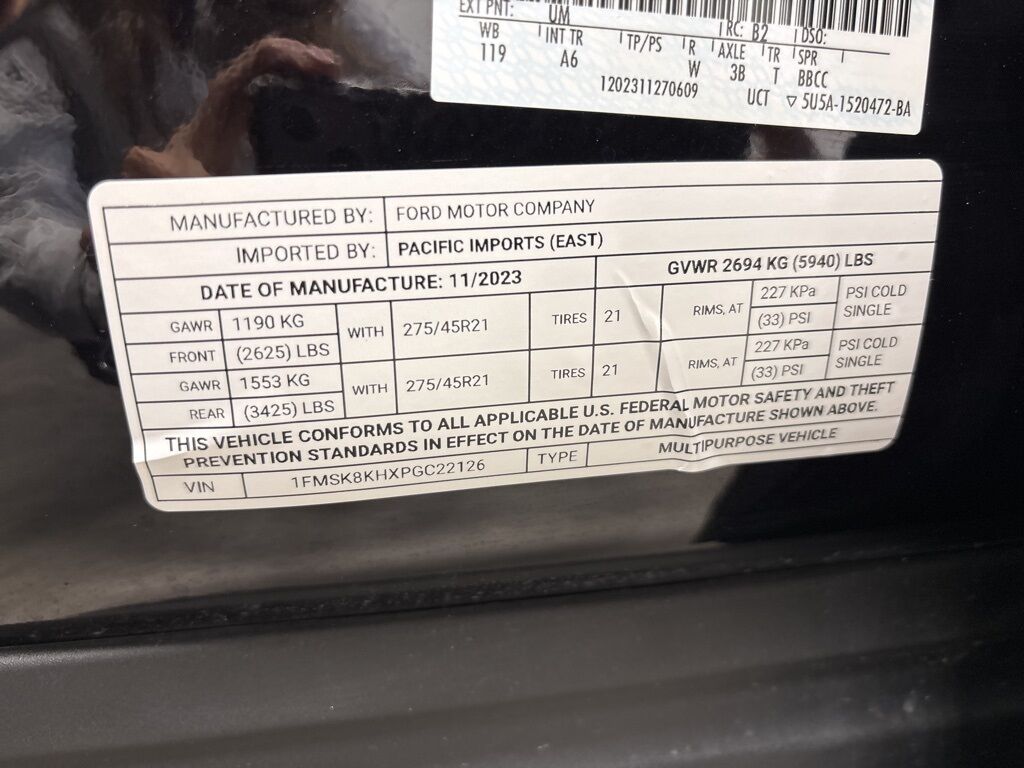 EXT PNT: UM RC: B2 DSO:
WB INT TR TP/PS R AXLE TR SPR
119 A6 W 3B T BBCC
1202311270609 UCT ▽ 5U5A-1520472-BA
MANUFACTURED BY: FORD MOTOR COMPANY
IMPORTED BY: PACIFIC IMPORTS (EAST)
DATE OF MANUFACTURE: 11/2023 GVWR 2694 KG (5940) LBS
GAWR 1190 KG WITH 275/45R21 TIRES 21 RIMS, AT 227 KPa PSI COLD
FRONT (2625) LBS (33) PSI SINGLE
GAWR 1553 KG WITH 275/45R21 TIRES 21 RIMS, AT 227 KPa PSI COLD
REAR (3425) LBS (33) PSI SINGLE
THIS VEHICLE CONFORMS TO ALL APPLICABLE U.S. FEDERAL MOTOR SAFETY AND THEFT
PREVENTION STANDARDS IN EFFECT ON THE DATE OF MANUFACTURE SHOWN ABOVE.
VIN 1FMSK8KHXPGC22126 TYPE MULTIPURPOSE VEHICLE